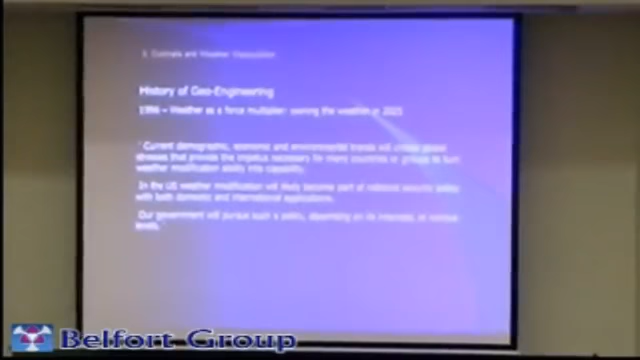 History of Geo-Engineering
1996 – Weather as a force multiplier: owning the weather in 2025
Current demographic, economic and environmental trends will create global
stresses that provide the impetus necessary for many countries or groups to turn
weather modification ability into capability.
In the US weather modification will likely become part of national security policy
with both domestic and international applications.
Our government will pursue such a policy, depending on its interests, at various
levels.
Belfort Group